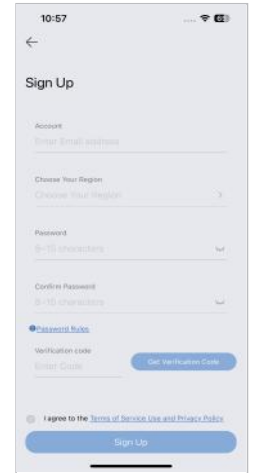 10:57
Sign Up
Account
Enter Email address
Choose Your Region
Choose Your Region
Password
8-15 characters
Confirm Password
8-15 characters
Password Rules
Verification code
Enter Code
Get Verification Code
I agree to the Terms of Service Use and Privacy Policy
Sign Up